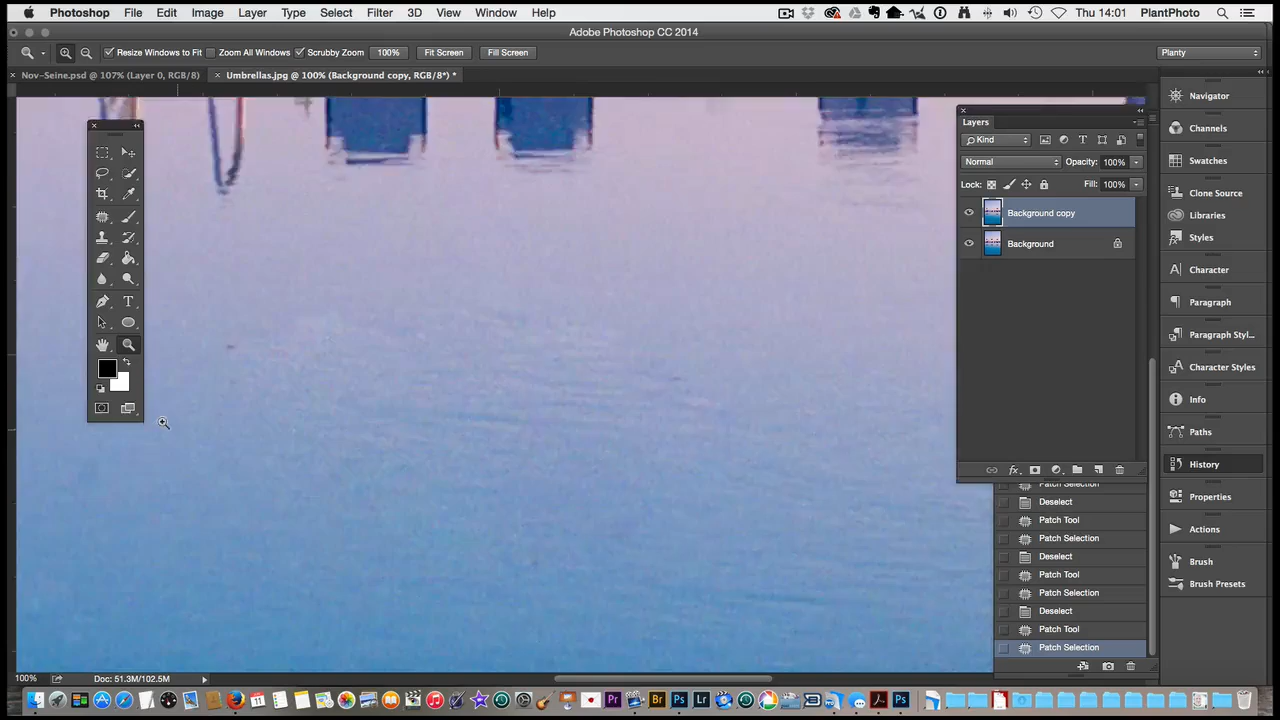 Photoshop File Edit Image Layer Type Select Filter 3D View Window Help Thu 14:01 PlantPhoto
Adobe Photoshop CC 2014
Resize Windows to Fit Zoom All Windows Scrubby Zoom 100% Fit Screen Fill Screen Planty
Nov-Seine.psd @ 107% (Layer 0, RGB/8) Umbrellas.jpg @ 100% (Background copy, RGB/8*) *
Layers
Kind
Normal Opacity: 100%
Lock: Fill: 100%
Background copy
Background
Navigator
Channels
Swatches
Clone Source
Libraries
Styles
Character
Paragraph
Paragraph Styl...
Character Styles
Info
Paths
History
Properties
Actions
Brush
Brush Presets
Patch Selection
Deselect
Patch Tool
Patch Selection
Deselect
Patch Tool
Patch Selection
Deselect
Patch Tool
Patch Selection
100% Doc: 51.3M/102.5M